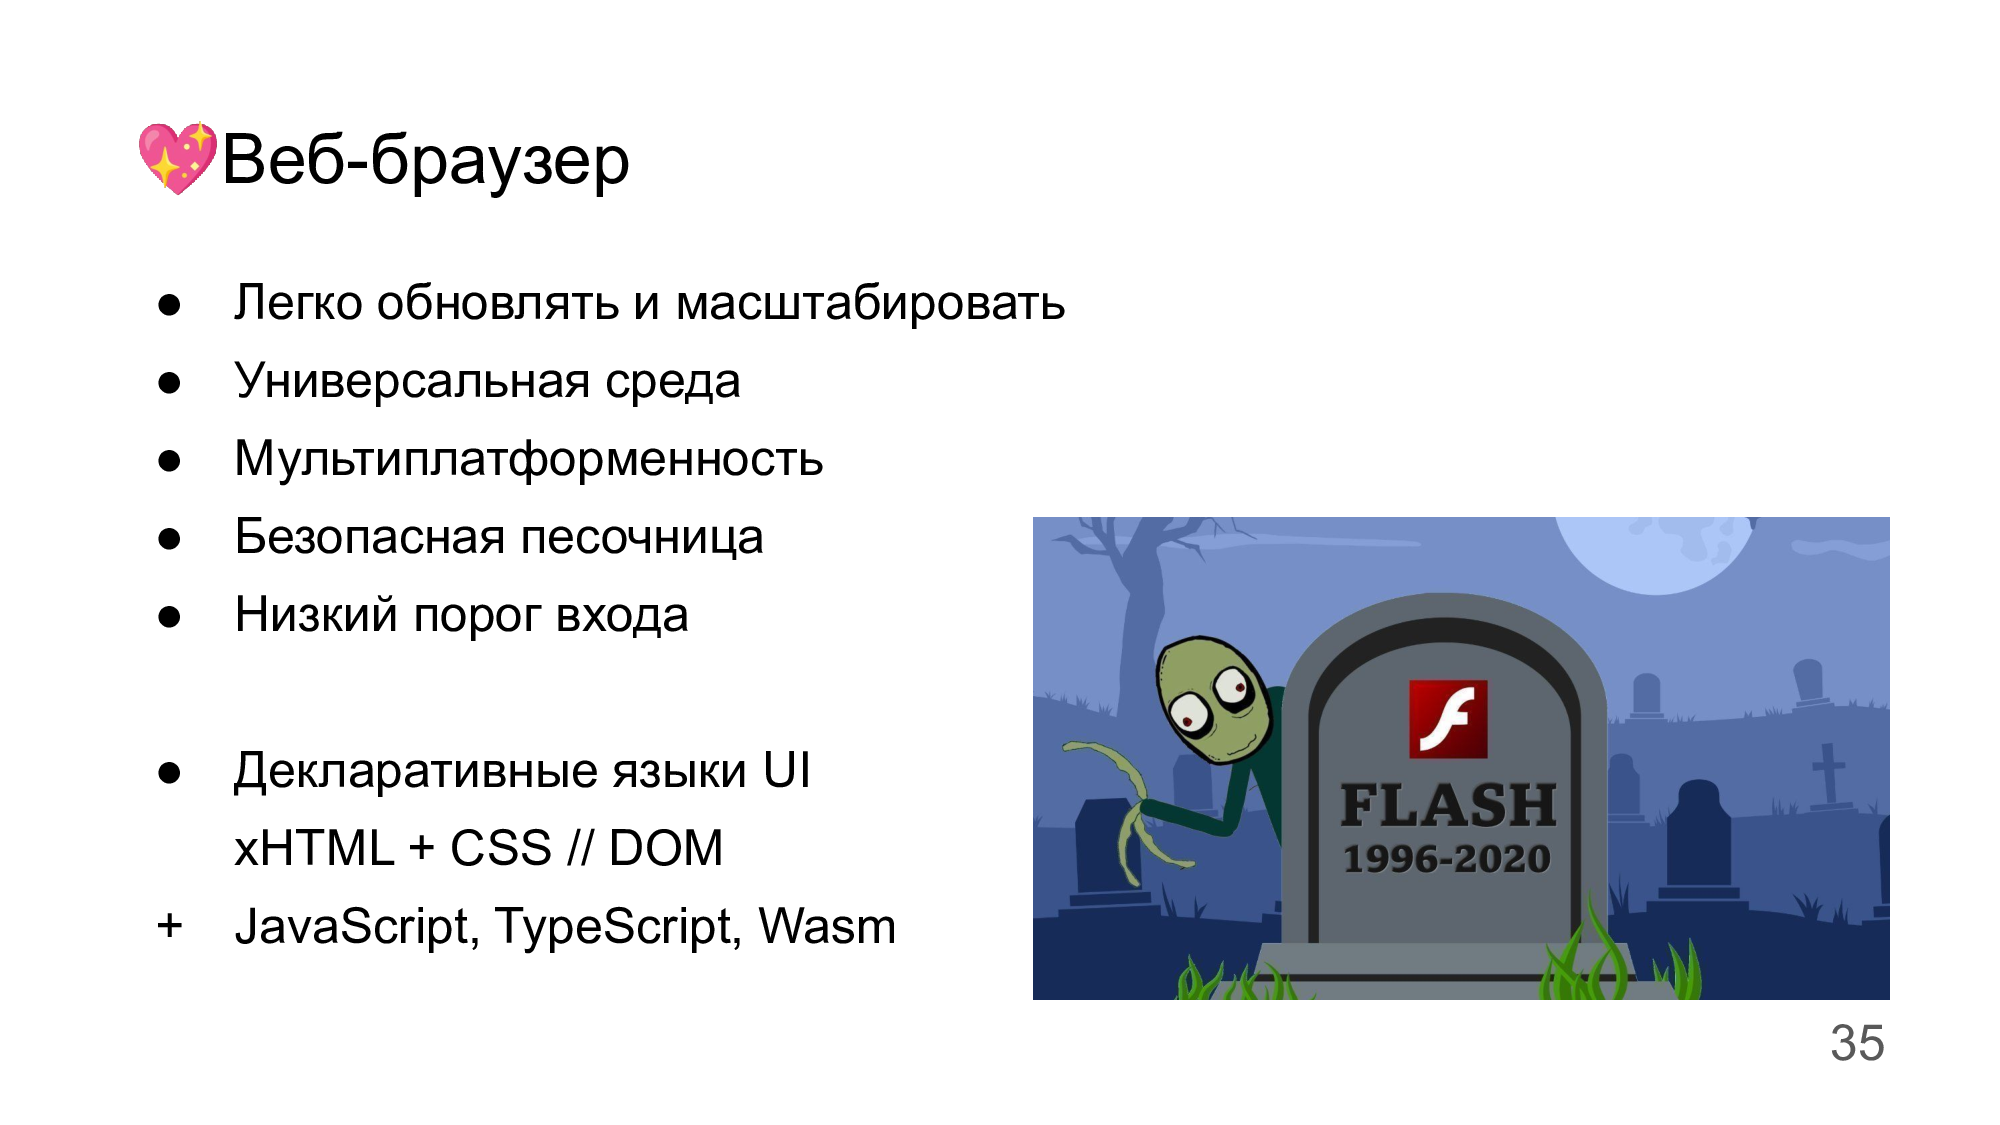 💖Веб-браузер
● Легко обновлять и масштабировать
● Универсальная среда
● Мультиплатформенность
● Безопасная песочница
● Низкий порог входа
● Декларативные языки UI
xHTML + CSS // DOM
+ JavaScript, TypeScript, Wasm
FLASH
1996-2020
35